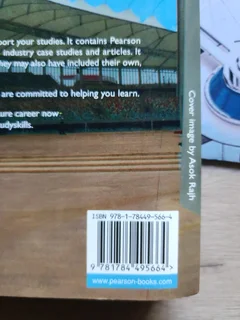 port your studies. It contains Pearson
industry case studies and articles. It
hey may also have included their own,
are committed to helping you learn.
ure career now
udyskills.
Cover image by Asok Rajh
ISBN 978-1-78449-566-4
9 781784 495664 >
www.pearson-books.com